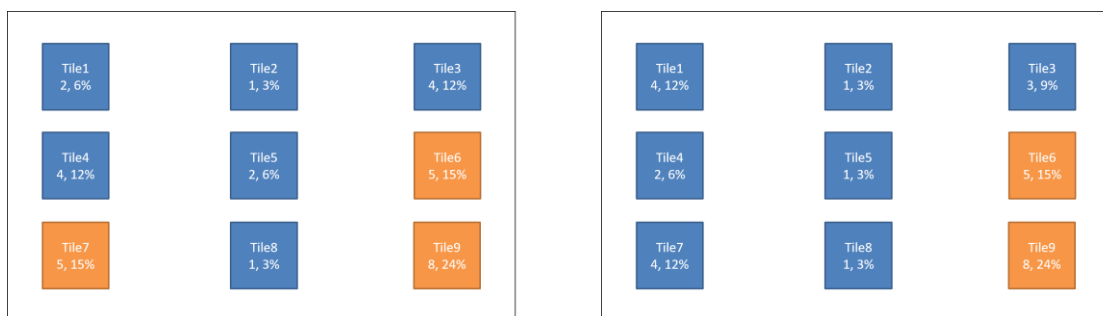 Tile1
2, 6%
Tile2
1, 3%
Tile3
4, 12%
Tile4
4, 12%
Tile5
2, 6%
Tile6
5, 15%
Tile7
5, 15%
Tile8
1, 3%
Tile9
8, 24%
Tile1
4, 12%
Tile2
1, 3%
Tile3
3, 9%
Tile4
2, 6%
Tile5
1, 3%
Tile6
5, 15%
Tile7
4, 12%
Tile8
1, 3%
Tile9
8, 24%